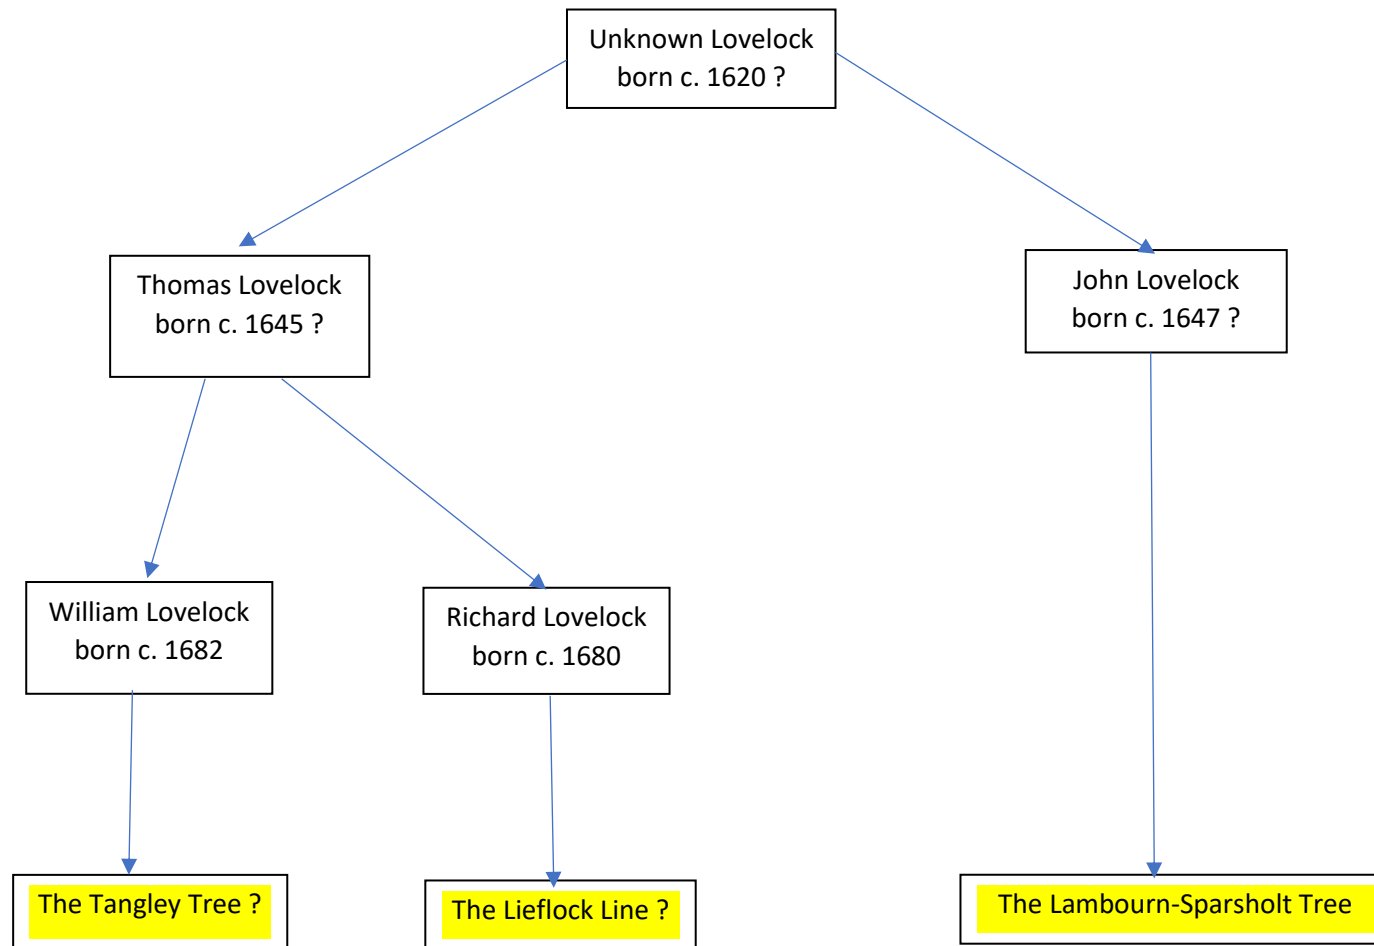 Unknown Lovelock
born c. 1620 ?
Thomas Lovelock
born c. 1645 ?
John Lovelock
born c. 1647 ?
William Lovelock
born c. 1682
Richard Lovelock
born c. 1680
The Tangley Tree ?
The Lieflock Line ?
The Lambourn-Sparsholt Tree